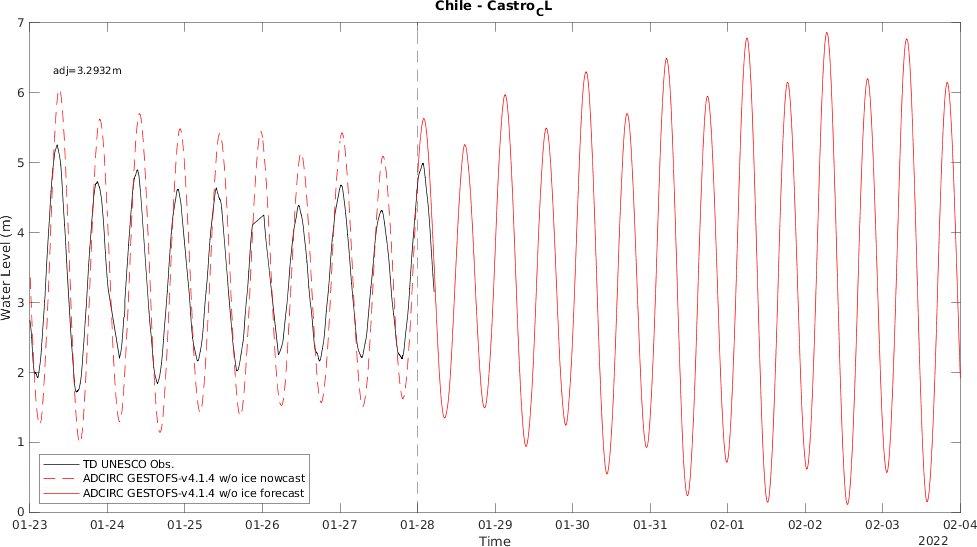 Chile - Castro_CL
7
6
5
4
3
2
1
0
Water Level (m)
adj=3.2932m
TD UNESCO Obs.
ADCIRC GESTOFS-v4.1.4 w/o ice nowcast
ADCIRC GESTOFS-v4.1.4 w/o ice forecast
01-23 01-24 01-25 01-26 01-27 01-28 01-29 01-30 01-31 02-01 02-02 02-03 02-04
Time
2022